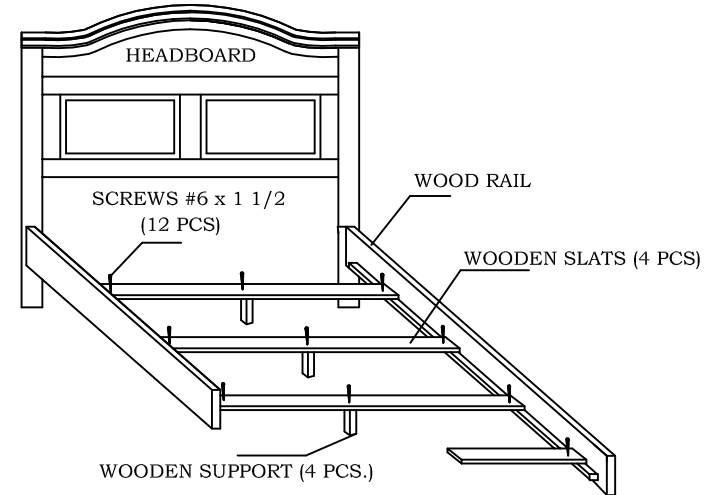 HEADBOARD
SCREWS #6 x 1 1/2
(12 PCS)
WOOD RAIL
WOODEN SLATS (4 PCS)
WOODEN SUPPORT (4 PCS.)